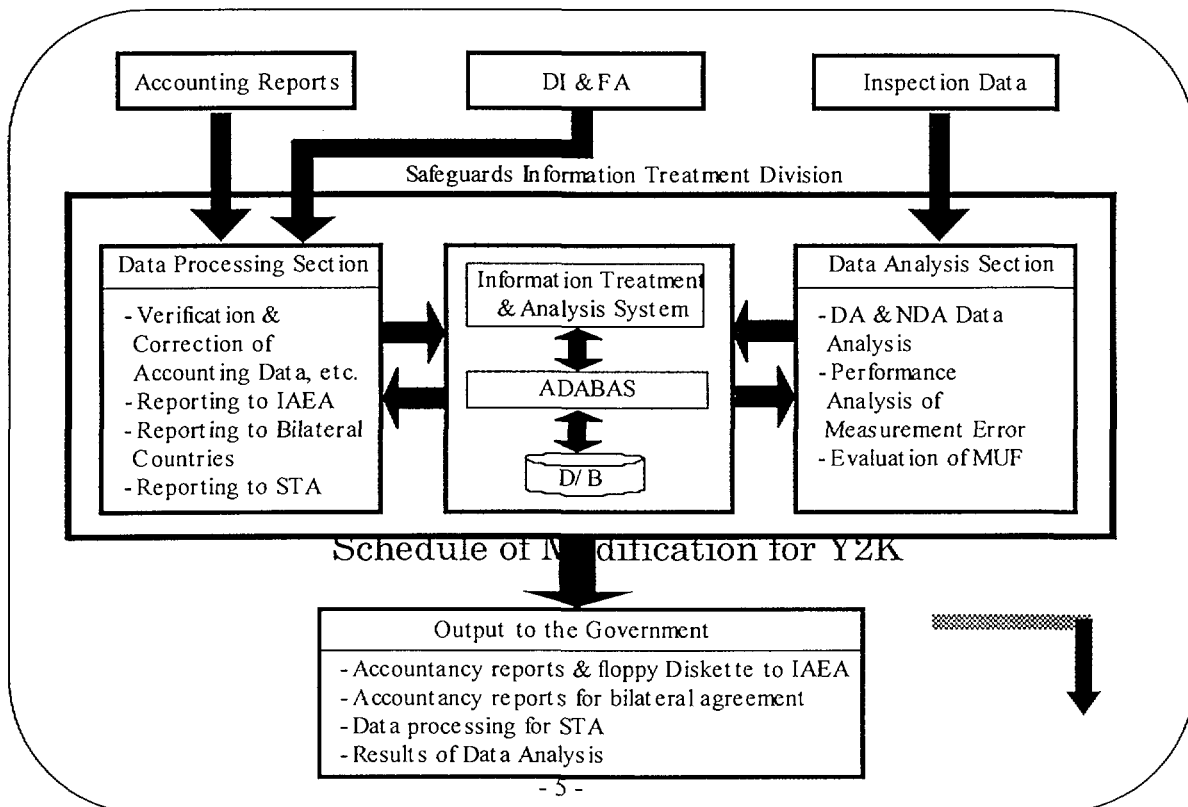 Accounting Reports
DI & FA
Inspection Data
Safeguards Information Treatment Division
Data Processing Section
- Verification &
Correction of
Accounting Data, etc.
- Reporting to IAEA
- Reporting to Bilateral
Countries
- Reporting to STA
Information Treatment
& Analysis System
ADABAS
D/B
Data Analysis Section
- DA & NDA Data
Analysis
- Performance
Analysis of
Measurement Error
- Evaluation of MUF
Schedule of Modification for Y2K
Output to the Government
- Accountancy reports & floppy Diskette to IAEA
- Accountancy reports for bilateral agreement
- Data processing for STA
- Results of Data Analysis
- 5 -